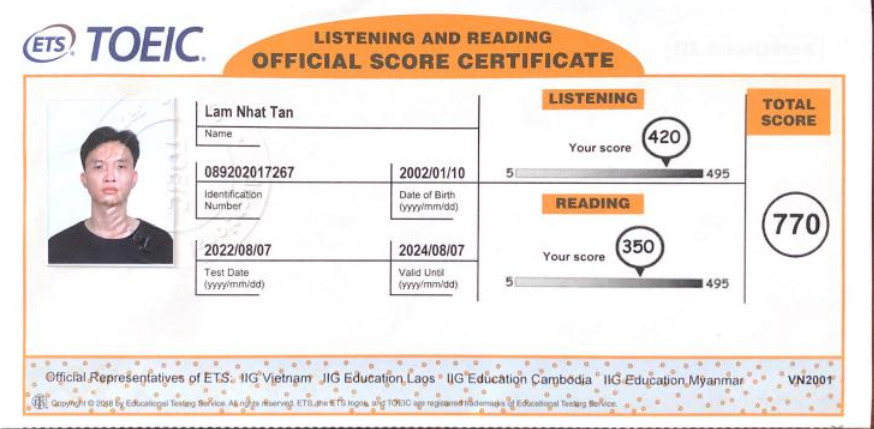 ETS. TOEIC.
LISTENING AND READING
OFFICIAL SCORE CERTIFICATE
Lam Nhat Tan
Name
089202017267
Identification
Number
2002/01/10
Date of Birth
(yyyy/mm/dd)
2022/08/07
Test Date
(yyyy/mm/dd)
2024/08/07
Valid Until
(yyyy/mm/dd)
LISTENING
Your score
420
5
495
READING
Your score
350
5
495
TOTAL
SCORE
770
Official Representatives of ETS: IIG Vietnam IIG Education Laos IIG Education Cambodia IIG Education Myanmar VN2001
Copyright © 2018 by Educational Testing Service. All rights reserved. ETS, the ETS logos, and TOEIC are registered trademarks of Educational Testing Service.